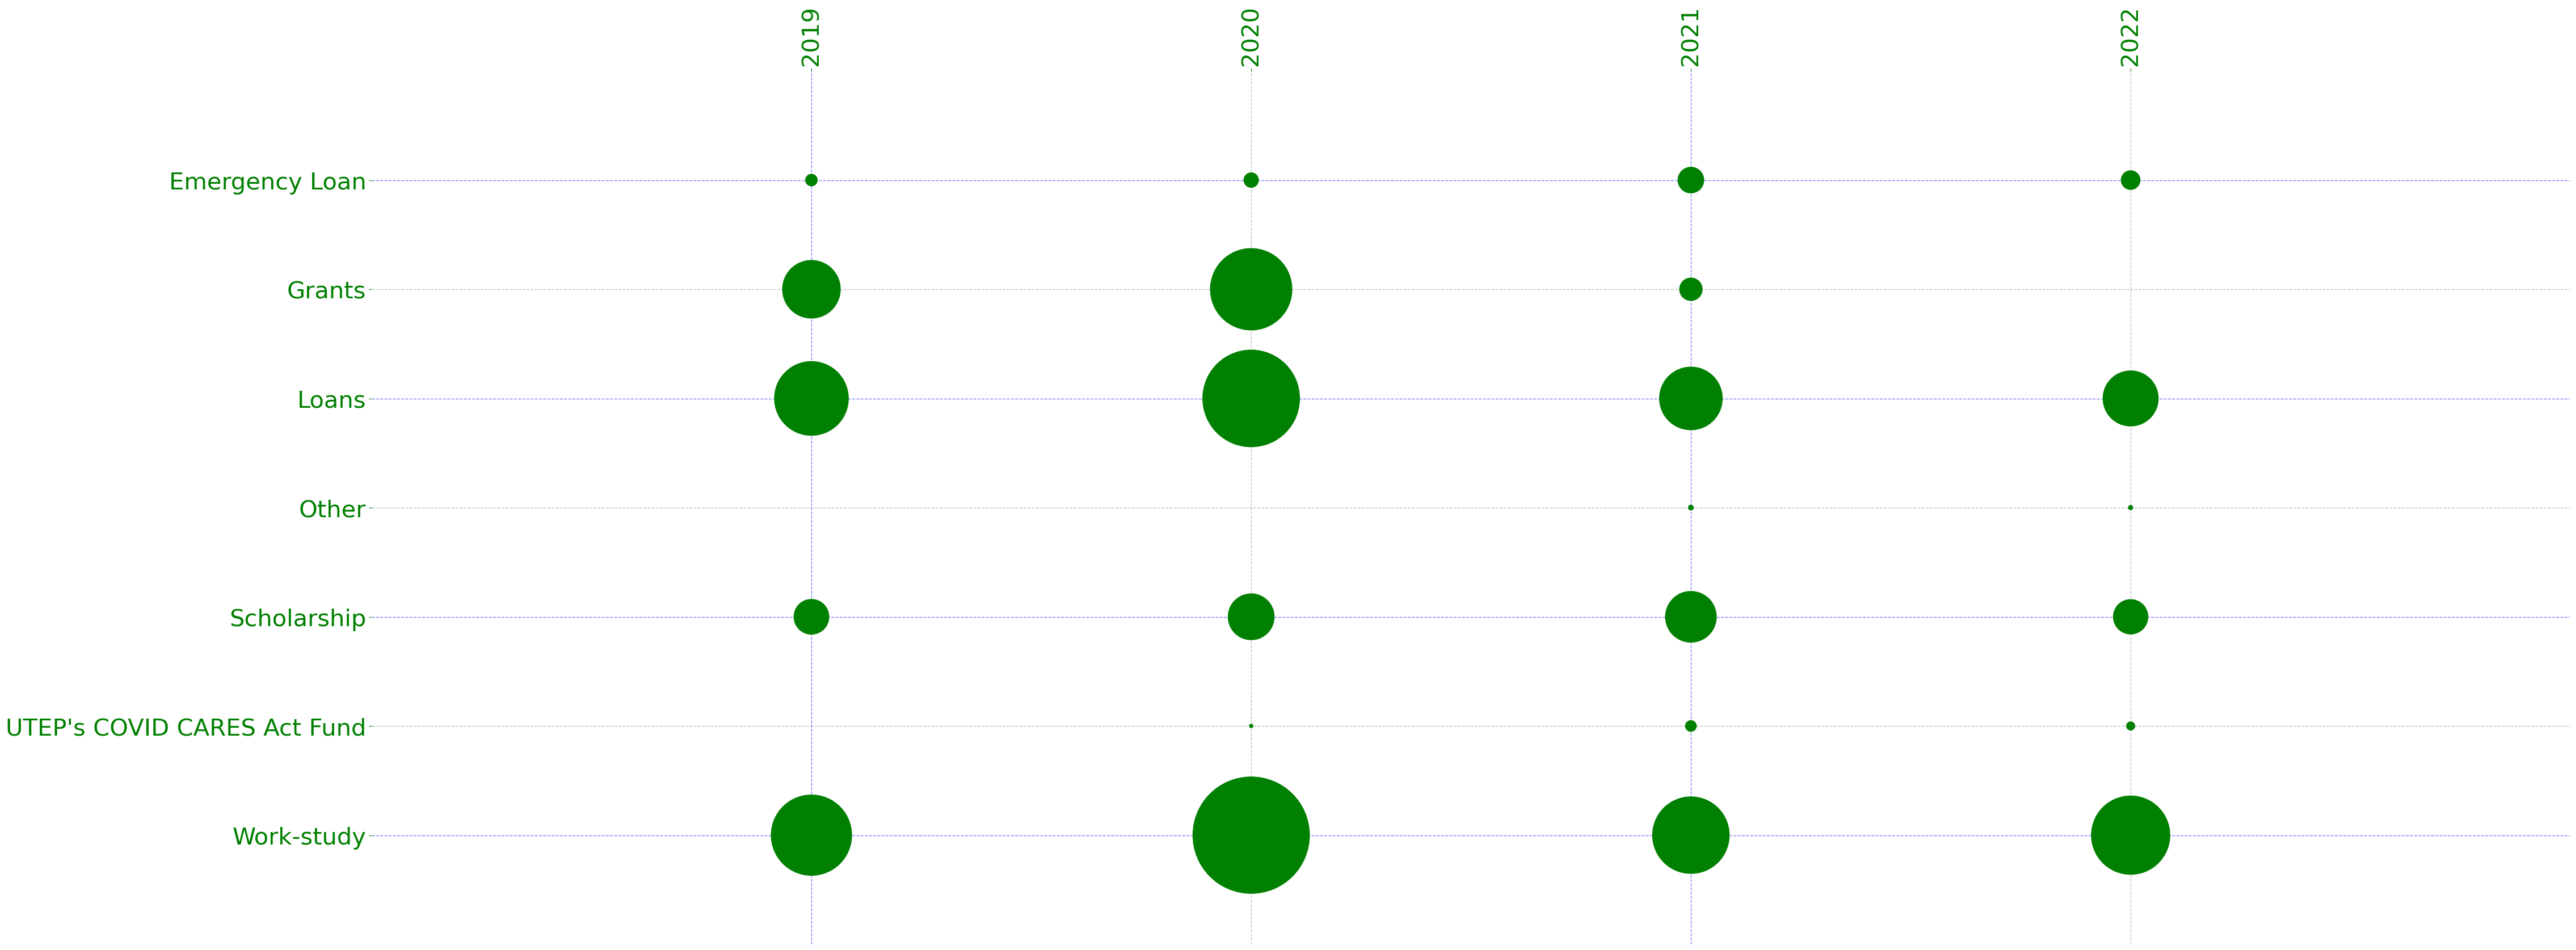 2019
2020
2021
2022
Emergency Loan
Grants
Loans
Other
Scholarship
UTEP's COVID CARES Act Fund
Work-study